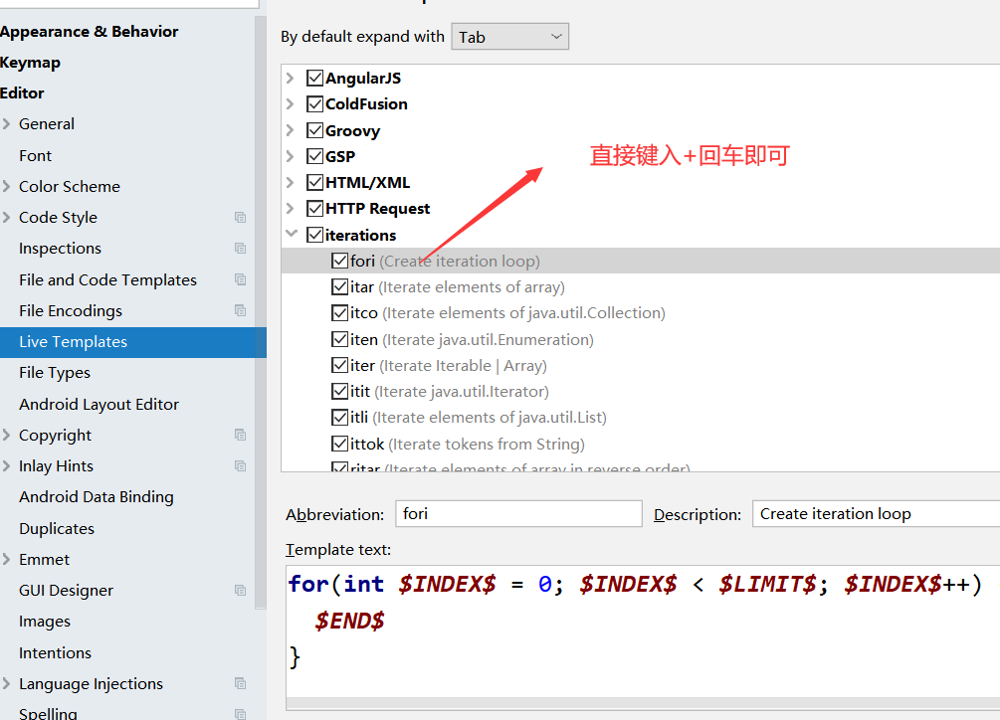 Appearance & Behavior
Keymap
Editor
General
Font
Color Scheme
Code Style
Inspections
File and Code Templates
File Encodings
Live Templates
File Types
Android Layout Editor
Copyright
Inlay Hints
Android Data Binding
Duplicates
Emmet
GUI Designer
Images
Intentions
Language Injections
Spelling
By default expand with Tab
AngularJS
ColdFusion
Groovy
GSP
HTML/XML
HTTP Request
iterations
fori (Create iteration loop)
itar (Iterate elements of array)
itco (Iterate elements of java.util.Collection)
iten (Iterate java.util.Enumeration)
iter (Iterate Iterable | Array)
itit (Iterate java.util.Iterator)
itli (Iterate elements of java.util.List)
ittok (Iterate tokens from String)
ritar (Iterate elements of array in reverse order)
直接键入+回车即可
Abbreviation: fori Description: Create iteration loop
Template text:
for(int $INDEX$ = 0; $INDEX$ < $LIMIT$; $INDEX$++)
$END$
}